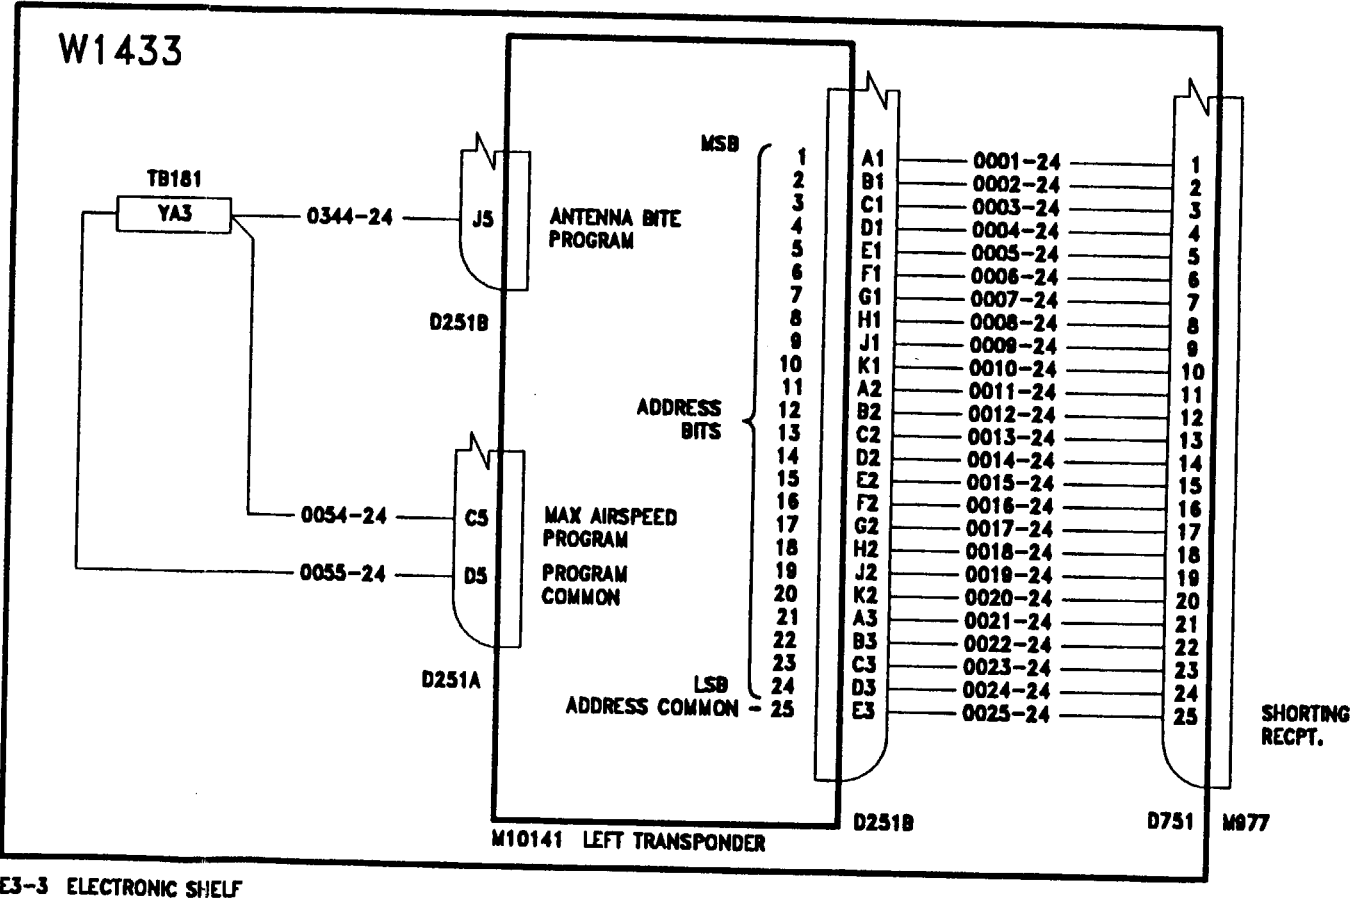 W1433
TB181
YA3
0344-24
J5
ANTENNA BITE
PROGRAM
D251B
0054-24
C5
MAX AIRSPEED
PROGRAM
0055-24
D5
PROGRAM
COMMON
D251A
MSB
ADDRESS
BITS
LSB
ADDRESS COMMON - 25 E3 0025-24 25
1 A1 0001-24 1
2 B1 0002-24 2
3 C1 0003-24 3
4 D1 0004-24 4
5 E1 0005-24 5
6 F1 0006-24 6
7 G1 0007-24 7
8 H1 0008-24 8
9 J1 0009-24 9
10 K1 0010-24 10
11 A2 0011-24 11
12 B2 0012-24 12
13 C2 0013-24 13
14 D2 0014-24 14
15 E2 0015-24 15
16 F2 0016-24 16
17 G2 0017-24 17
18 H2 0018-24 18
19 J2 0019-24 19
20 K2 0020-24 20
21 A3 0021-24 21
22 B3 0022-24 22
23 C3 0023-24 23
24 D3 0024-24 24
SHORTING
RECPT.
D251B
D751
M977
M10141 LEFT TRANSPONDER
E3-3 ELECTRONIC SHELF